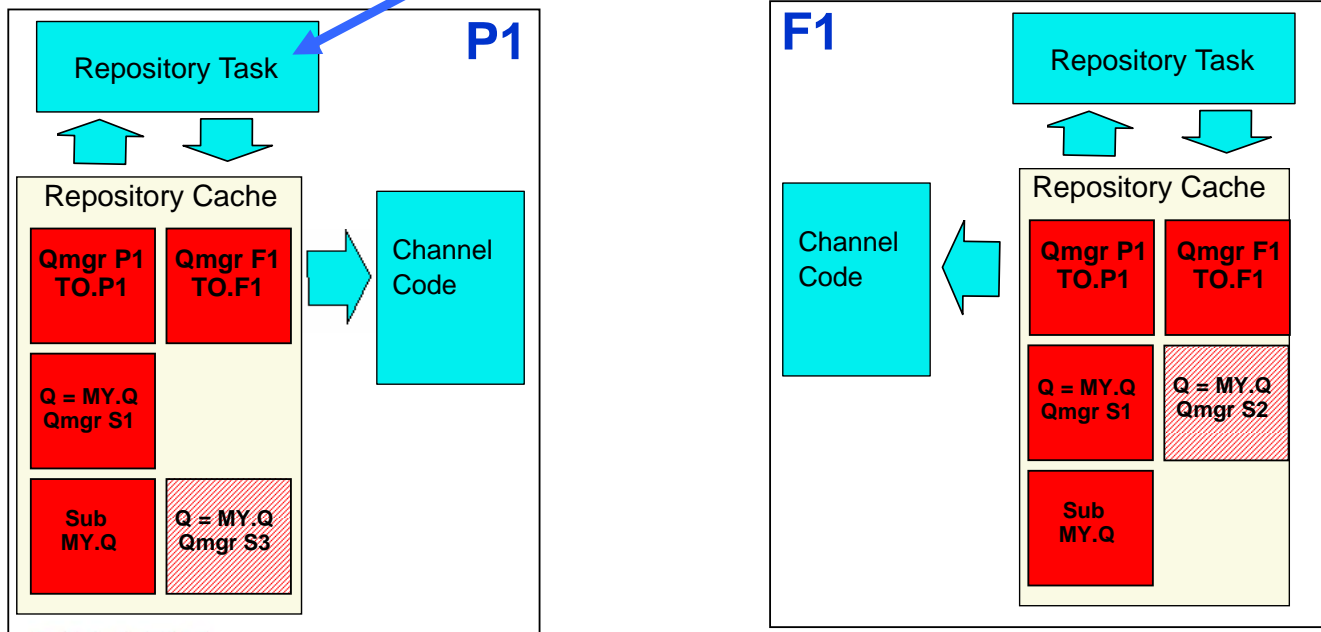 P1
Repository Task
Repository Cache
Qmgr P1
TO.P1
Qmgr F1
TO.F1
Channel
Code
Q = MY.Q
Qmgr S1
Sub
MY.Q
Q = MY.Q
Qmgr S3
F1
Repository Task
Repository Cache
Channel
Code
Qmgr P1
TO.P1
Qmgr F1
TO.F1
Q = MY.Q
Qmgr S1
Q = MY.Q
Qmgr S2
Sub
MY.Q